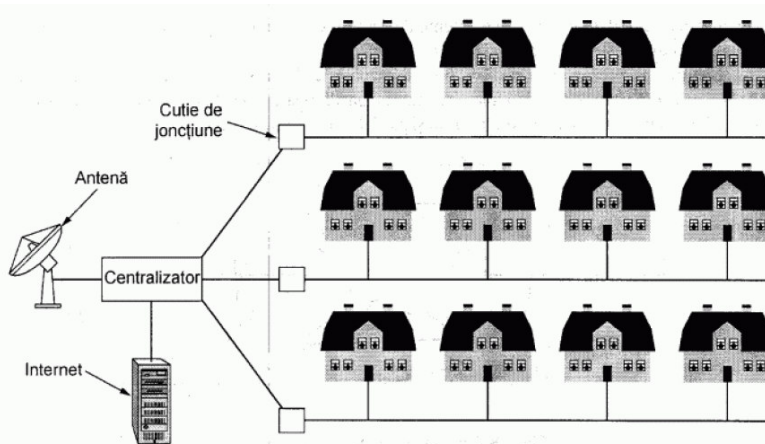 Cutie de
joncțiune
Antenă
Centralizator
Internet